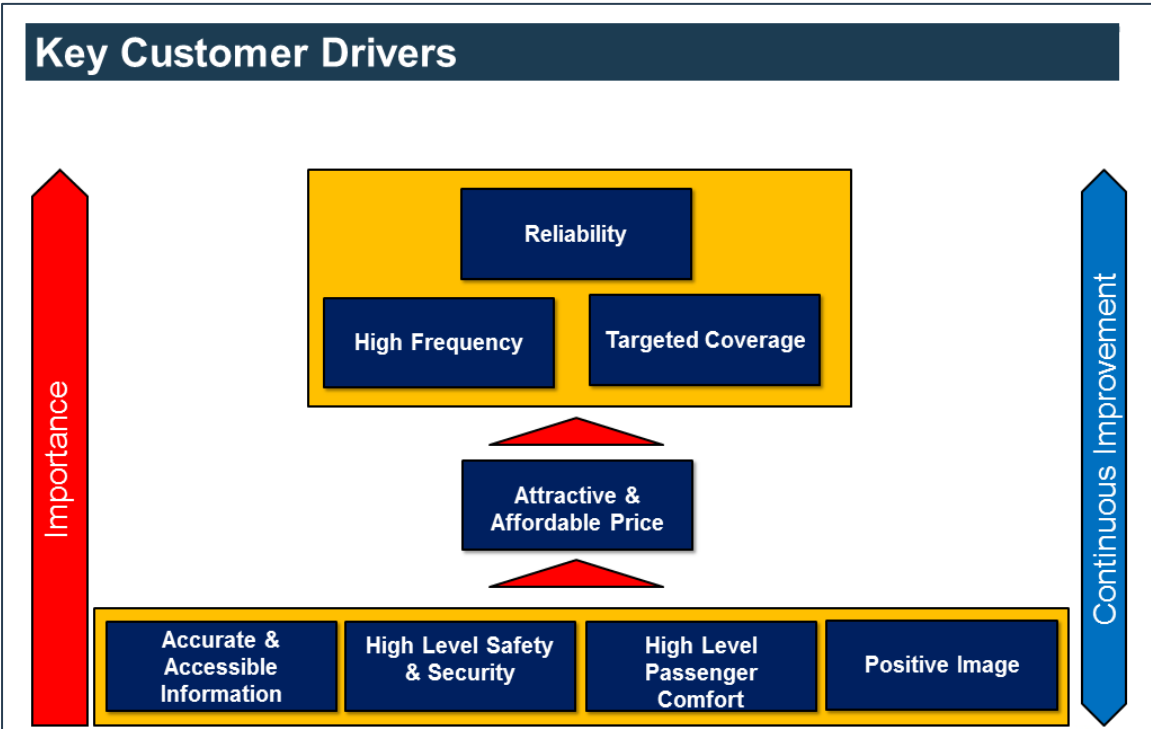 Key Customer Drivers
Importance
Reliability
High Frequency
Targeted Coverage
Attractive &
Affordable Price
Accurate &
Accessible
Information
High Level Safety
& Security
High Level
Passenger
Comfort
Positive Image
Continuous Improvement